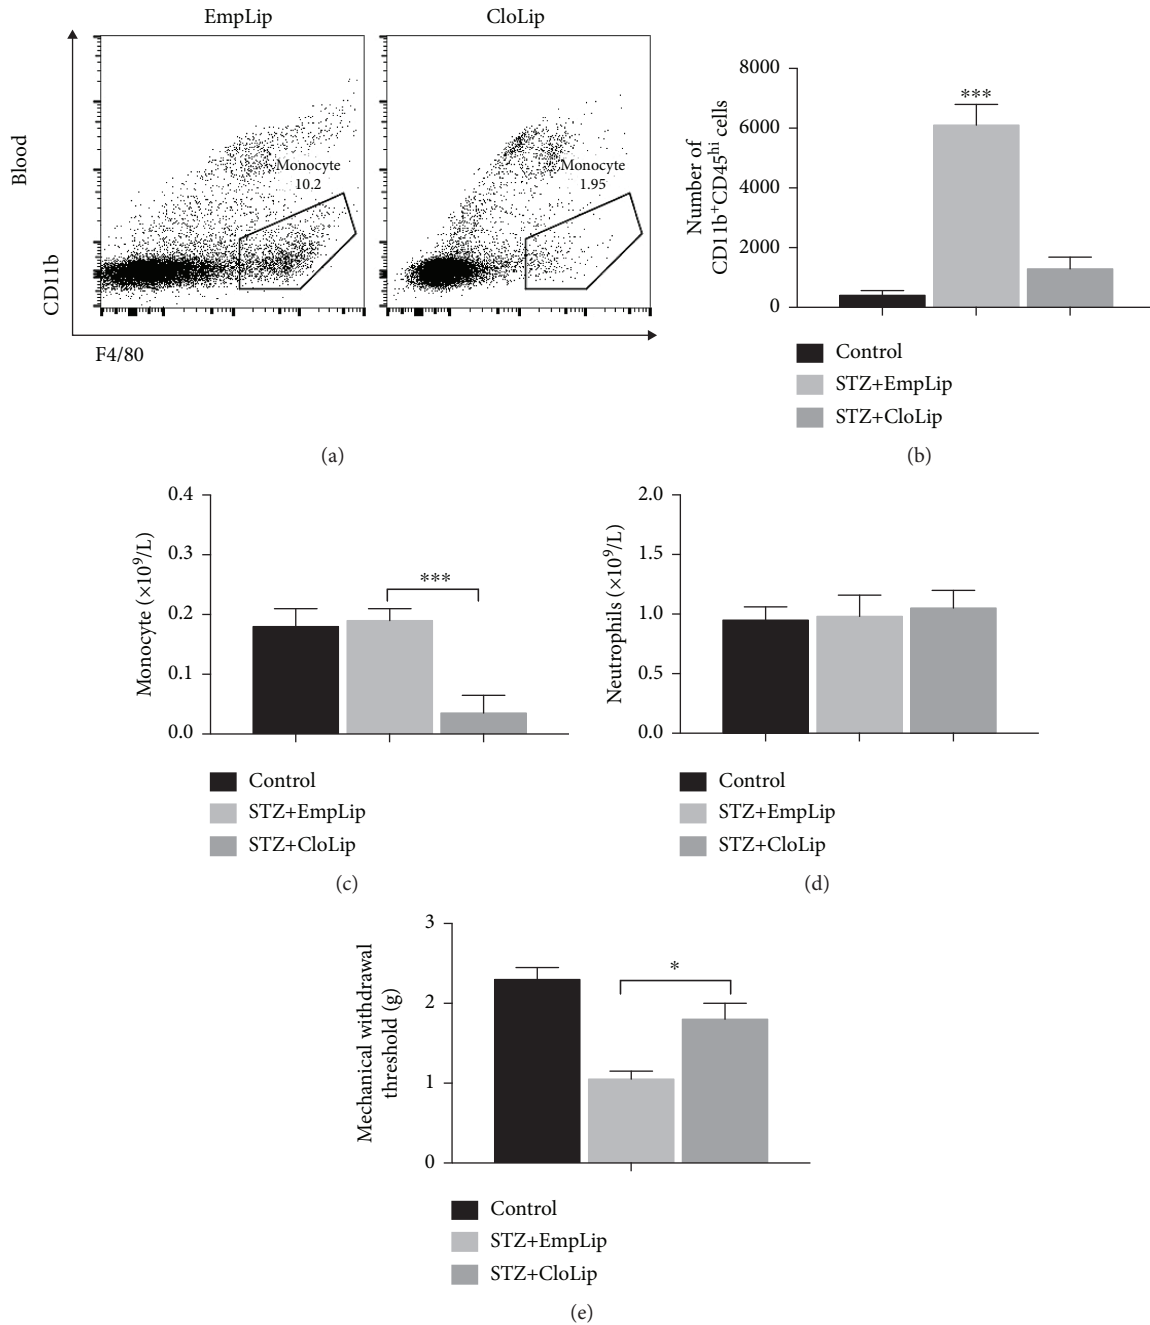 EmpLip
CloLip
Blood
CD11b
F4/80
Monocyte
10.2
Monocyte
1.95
(a)
Number of
CD11b⁺CD45ʰⁱ cells
8000
6000
4000
2000
0
***
Control
STZ+EmpLip
STZ+CloLip
(b)
Monocyte (×10⁹/L)
0.4
0.3
0.2
0.1
0.0
***
Control
STZ+EmpLip
STZ+CloLip
(c)
Neutrophils (×10⁹/L)
2.0
1.5
1.0
0.5
0.0
Control
STZ+EmpLip
STZ+CloLip
(d)
Mechanical withdrawal
threshold (g)
3
2
1
0
*
Control
STZ+EmpLip
STZ+CloLip
(e)